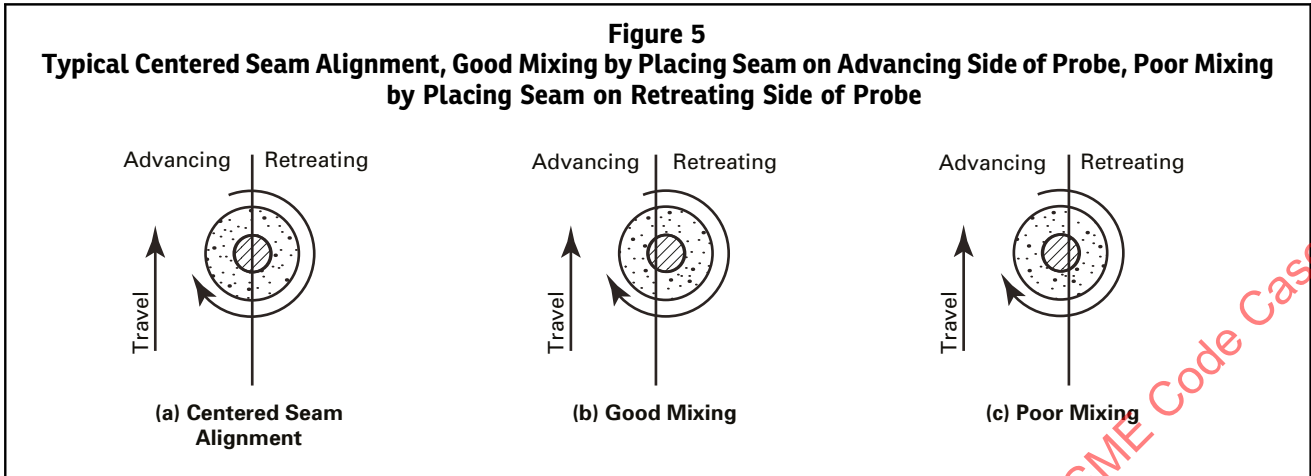 Figure 5
Typical Centered Seam Alignment, Good Mixing by Placing Seam on Advancing Side of Probe, Poor Mixing
by Placing Seam on Retreating Side of Probe
Advancing Retreating
Travel
(a) Centered Seam
Alignment
Advancing Retreating
Travel
(b) Good Mixing
Advancing Retreating
Travel
(c) Poor Mixing
ME Code Cas